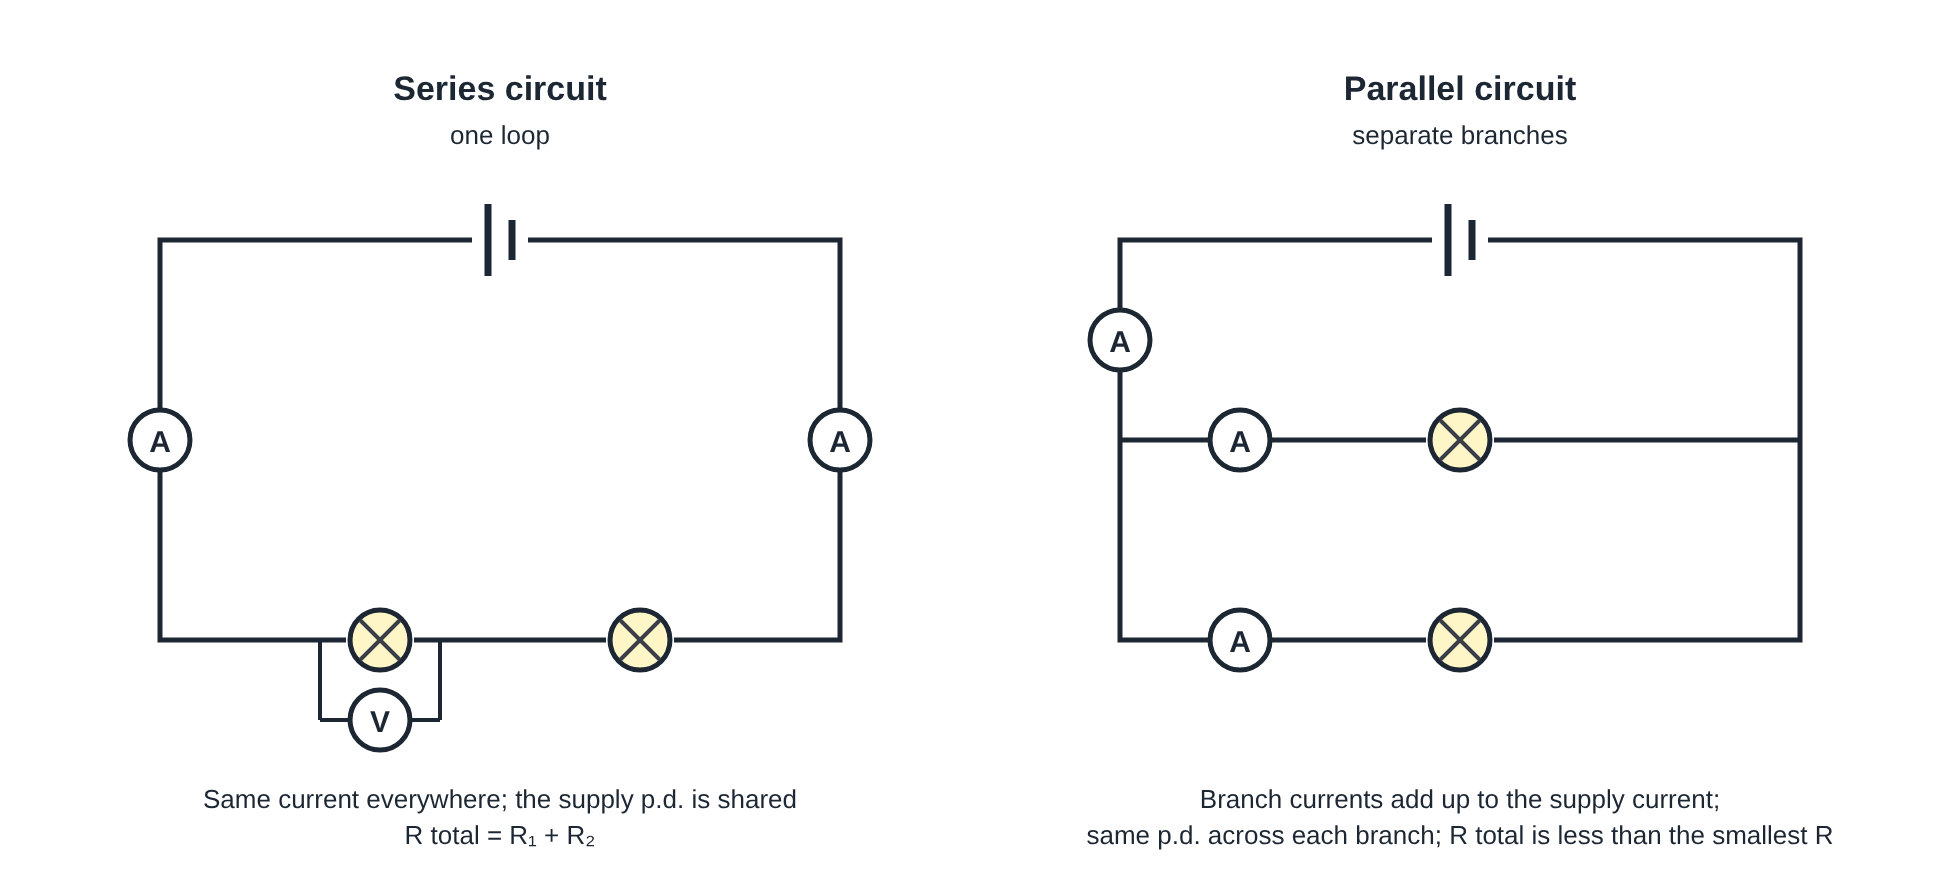 Series circuit
one loop
A
A
V
Same current everywhere; the supply p.d. is shared
R total = R₁ + R₂
Parallel circuit
separate branches
A
A
A
Branch currents add up to the supply current;
same p.d. across each branch; R total is less than the smallest R